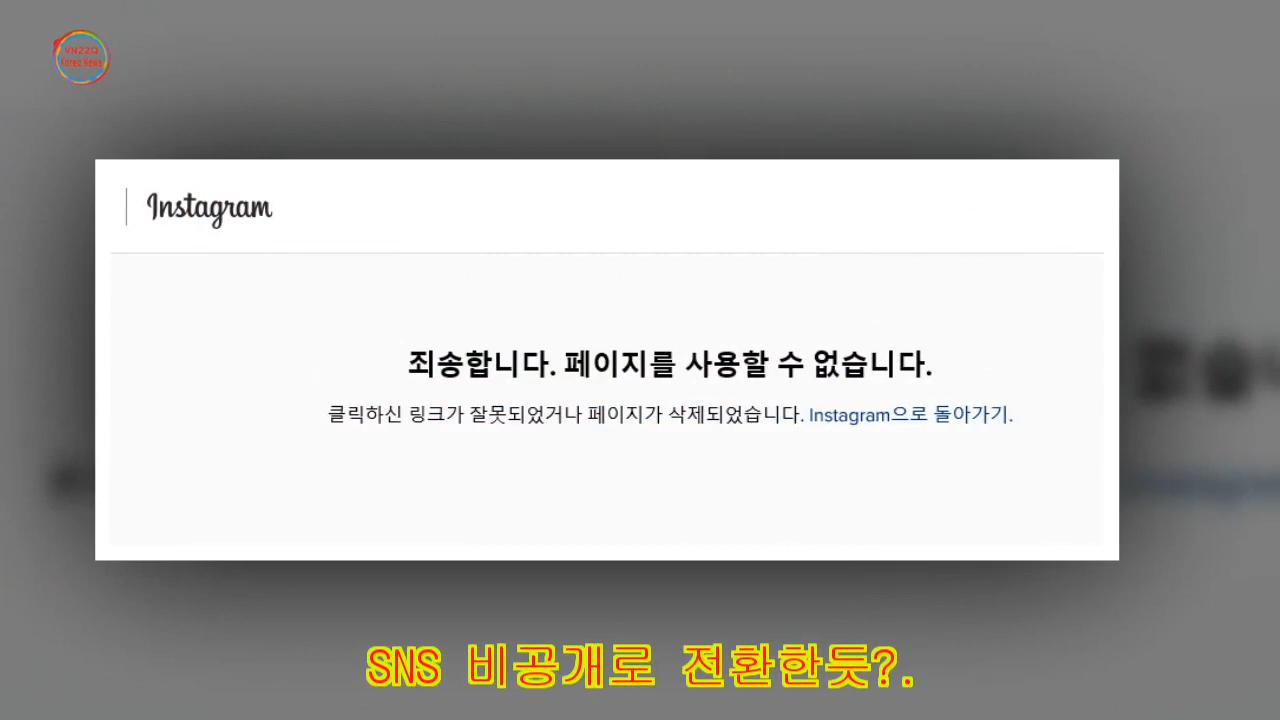 VN22Q
Korea News
Instagram
죄송합니다. 페이지를 사용할 수 없습니다.
클릭하신 링크가 잘못되었거나 페이지가 삭제되었습니다. Instagram으로 돌아가기.
SNS 비공개로 전환한듯?.